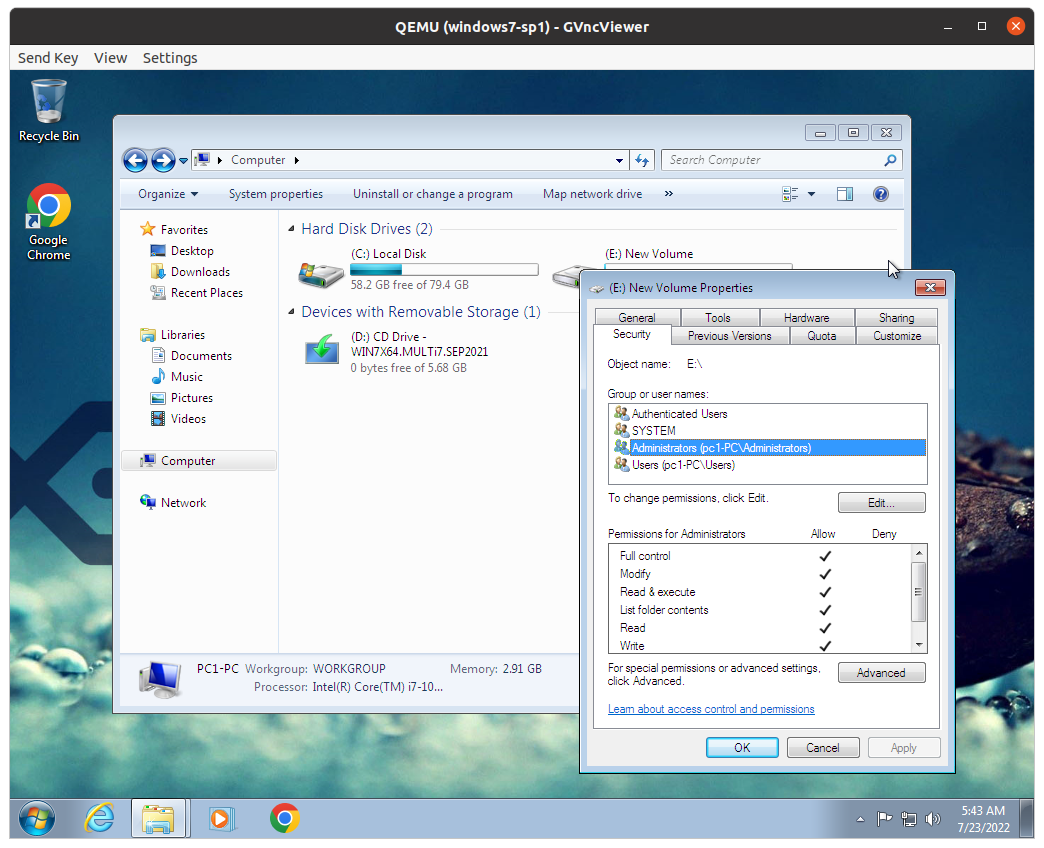 QEMU (windows7-sp1) - GVncViewer
Send Key View Settings
Recycle Bin
Google
Chrome
Computer
Search Computer
Organize System properties Uninstall or change a program Map network drive »
Favorites
Desktop
Downloads
Recent Places
Libraries
Documents
Music
Pictures
Videos
Computer
Network
Hard Disk Drives (2)
(C:) Local Disk
58.2 GB free of 79.4 GB
(E:) New Volume
Devices with Removable Storage (1)
(D:) CD Drive -
WIN7X64.MULTi7.SEP2021
0 bytes free of 5.68 GB
PC1-PC Workgroup: WORKGROUP Memory: 2.91 GB
Processor: Intel(R) Core(TM) i7-10...
(E:) New Volume Properties
General Tools Hardware Sharing
Security Previous Versions Quota Customize
Object name: E:\
Group or user names:
Authenticated Users
SYSTEM
Administrators (pc1-PC\Administrators)
Users (pc1-PC\Users)
To change permissions, click Edit.
Edit...
Permissions for Administrators Allow Deny
Full control
Modify
Read & execute
List folder contents
Read
Write
For special permissions or advanced settings,
click Advanced.
Advanced
Learn about access control and permissions
OK Cancel Apply
5:43 AM
7/23/2022